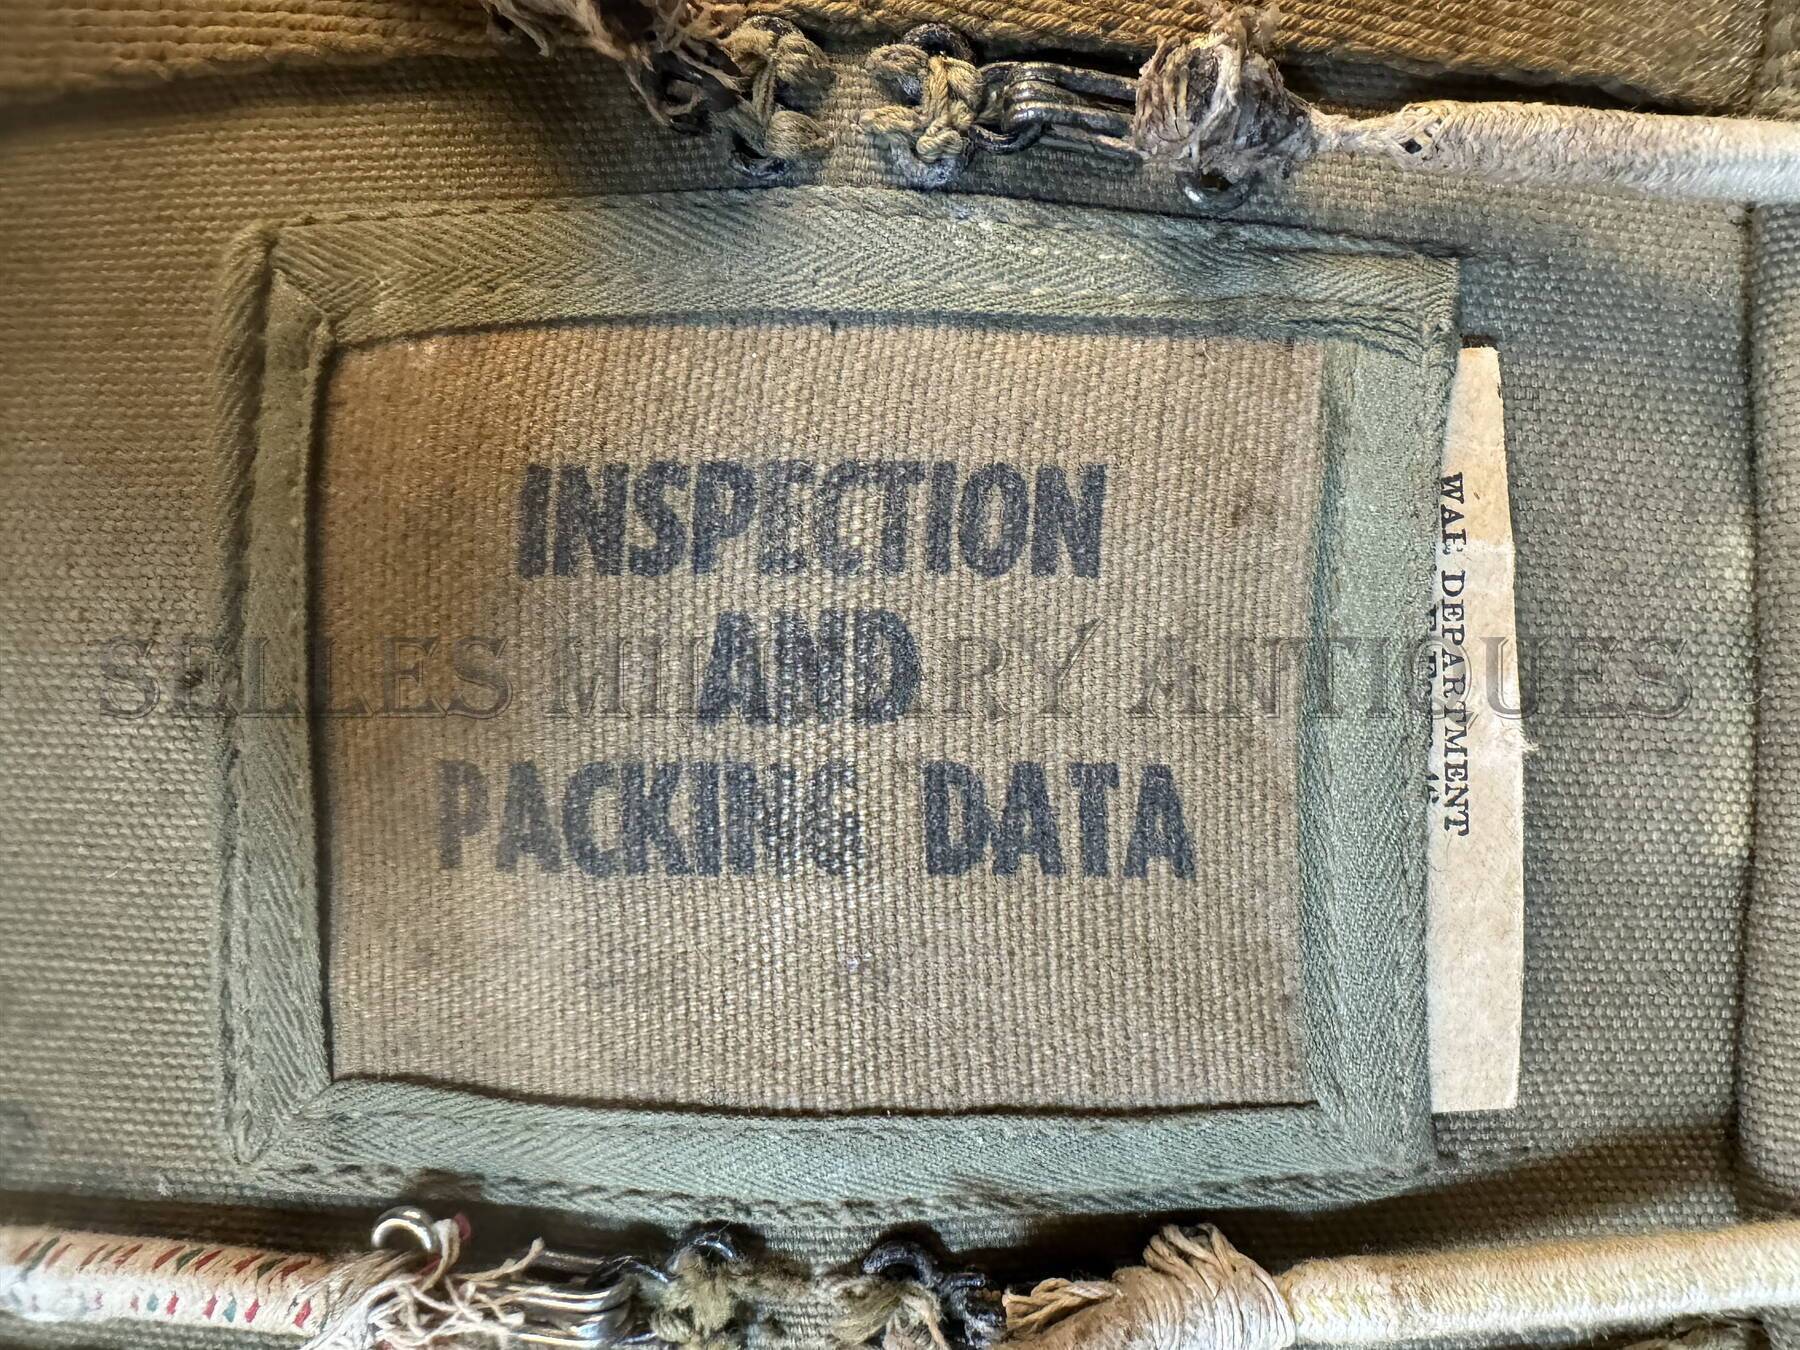 INSPECTION
AND
PACKING DATA
WAR DEPARTMENT
SELLES MILITARY ANTIQUES